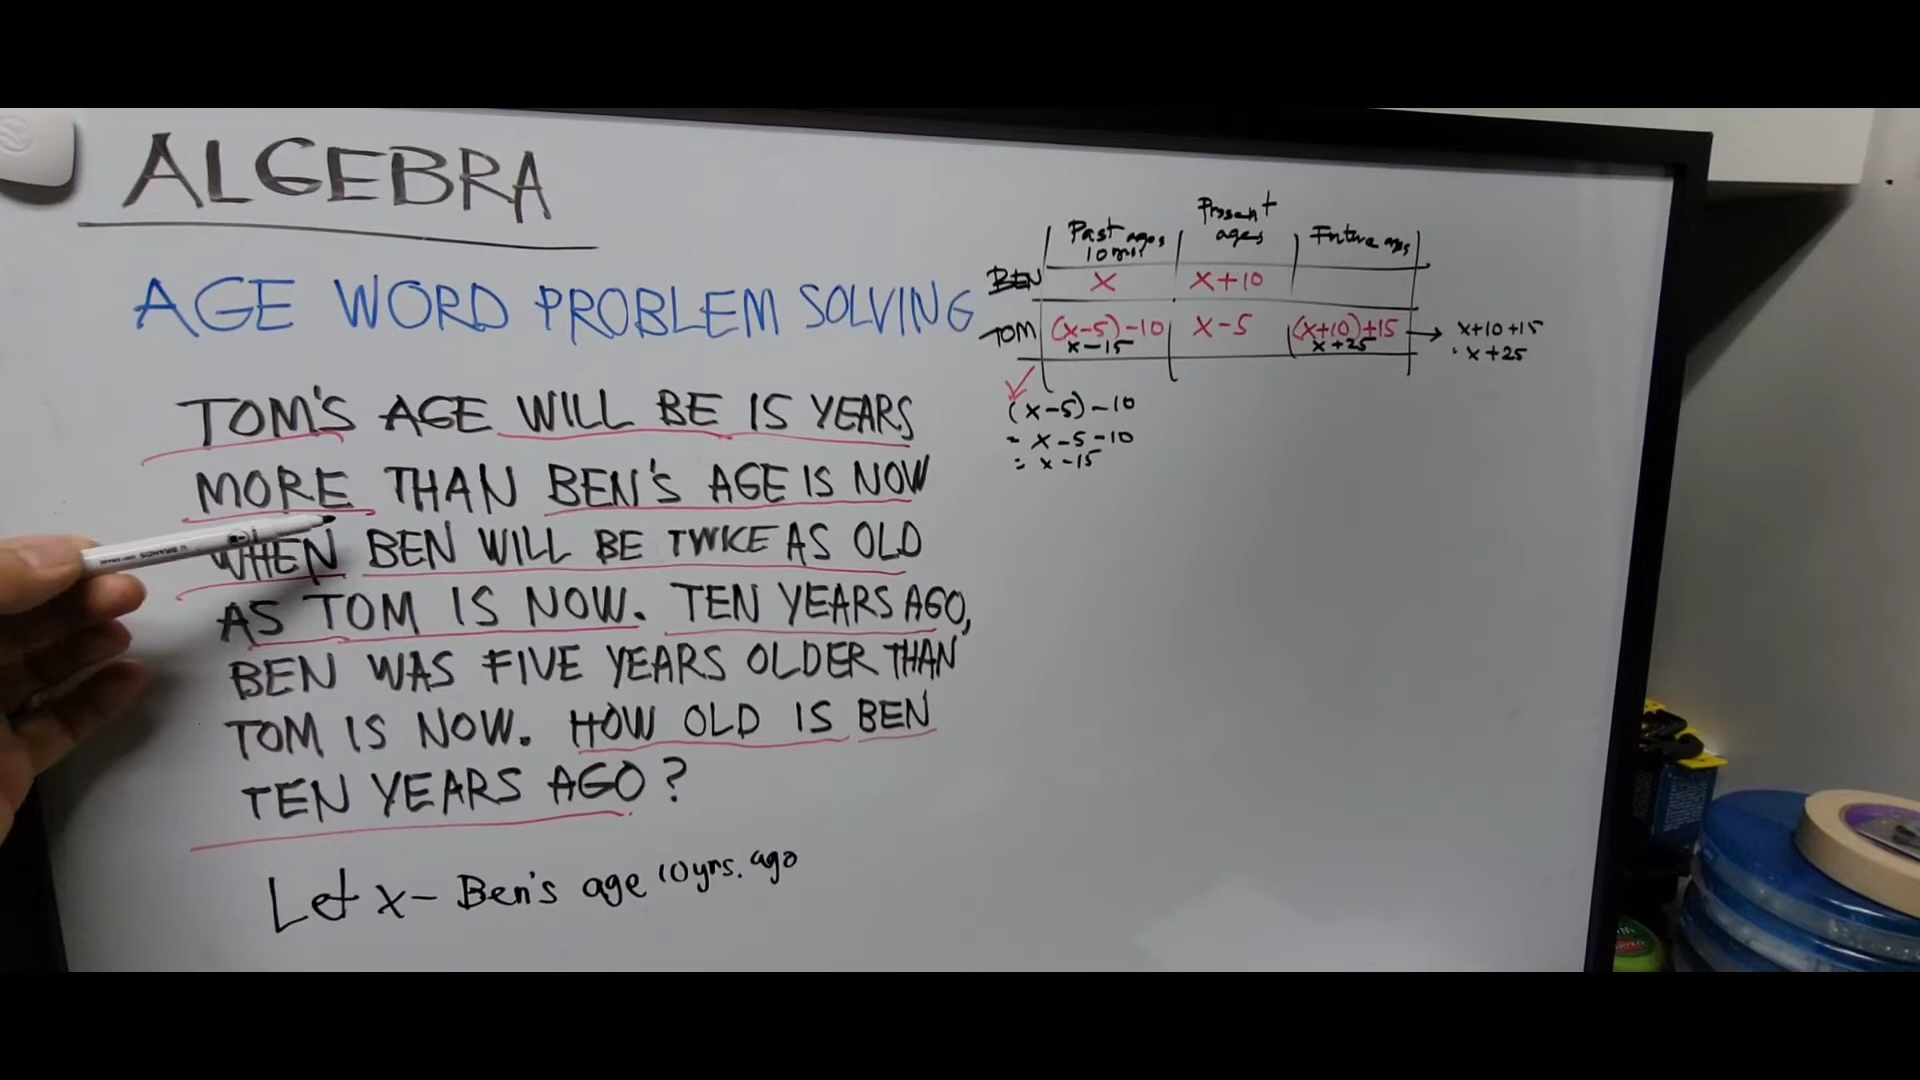 ALGEBRA
AGE WORD PROBLEM SOLVING
TOM'S AGE WILL BE 15 YEARS
MORE THAN BEN'S AGE IS NOW
WHEN BEN WILL BE TWICE AS OLD
AS TOM IS NOW. TEN YEARS AGO,
BEN WAS FIVE YEARS OLDER THAN
TOM IS NOW. HOW OLD IS BEN
TEN YEARS AGO?
Let x - Ben's age 10 yrs. ago
Past ages Present ages Future ages
BEN x x+10
TOM (x-5)-10 x-5 (x+10)+15 → x+10+15
x-15 x+25 x+25
(x-5)-10
= x-5-10
= x-15